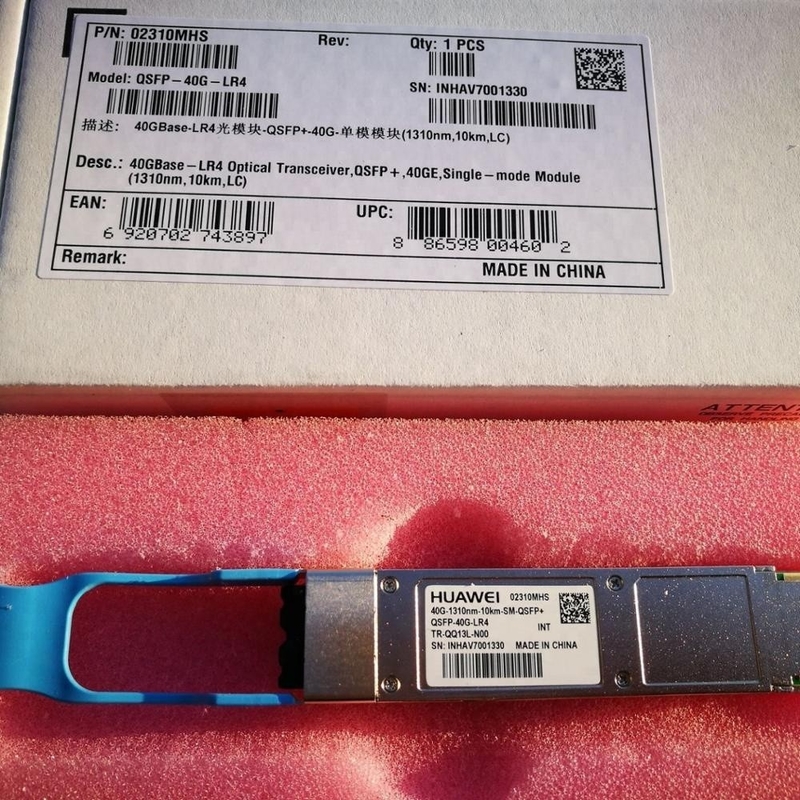 P/N: 02310MHS Rev: Qty: 1 PCS
Model: QSFP-40G-LR4 SN: INHAV7001330
描述: 40GBase-LR4光模块-QSFP+-40G-单模模块(1310nm,10km,LC)
Desc.: 40GBase-LR4 Optical Transceiver,QSFP+,40GE,Single-mode Module
(1310nm,10km,LC)
EAN: UPC:
6 920702 743897 8 86598 00460 2
Remark: MADE IN CHINA
HUAWEI 02310MHS
40G-1310nm-10km-SM-QSFP+
QSFP-40G-LR4 INT
TR-QQ13L-N00
SN: INHAV7001330 MADE IN CHINA